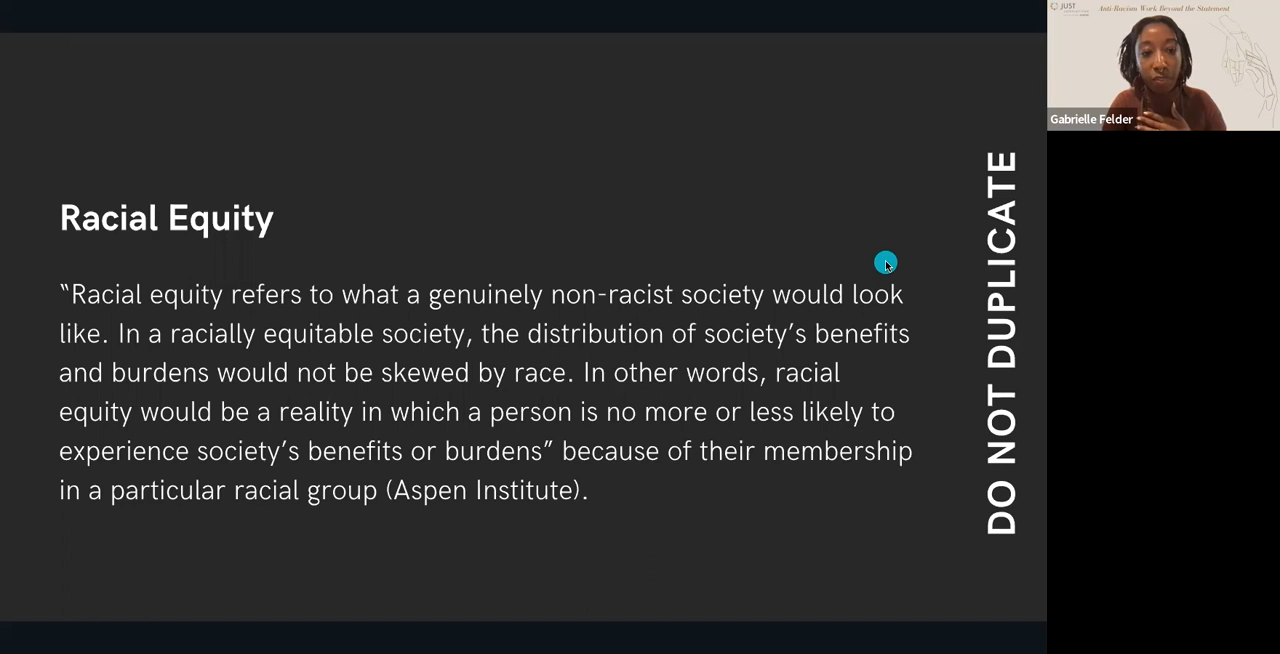 Racial Equity
“Racial equity refers to what a genuinely non-racist society would look
like. In a racially equitable society, the distribution of society’s benefits
and burdens would not be skewed by race. In other words, racial
equity would be a reality in which a person is no more or less likely to
experience society’s benefits or burdens” because of their membership
in a particular racial group (Aspen Institute).
DO NOT DUPLICATE
JUST
Anti-Racism Work Beyond the Statement
Gabrielle Felder